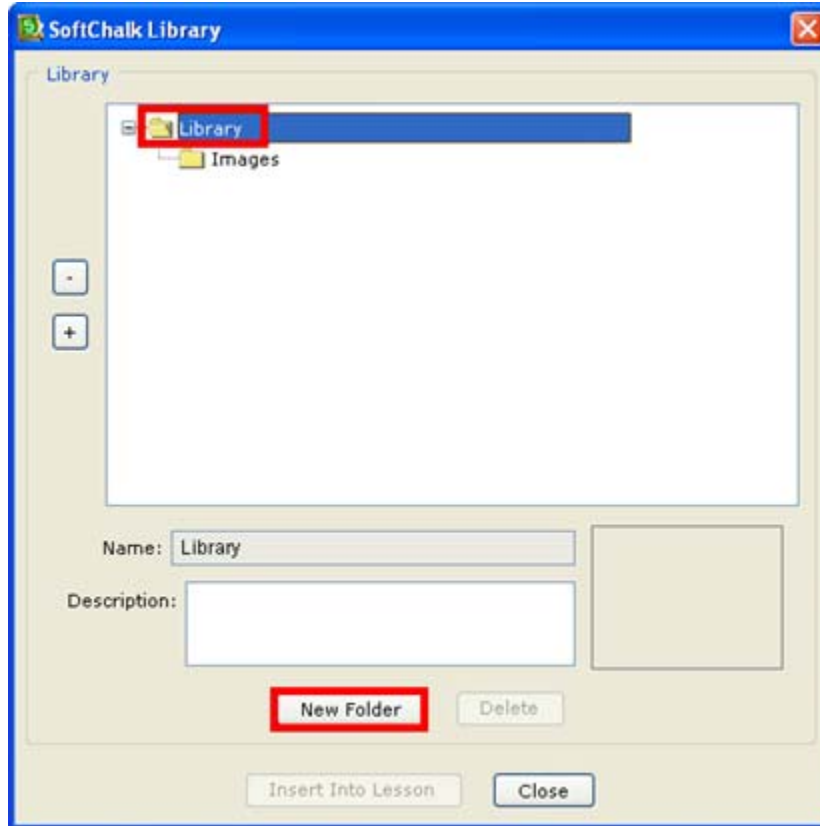 SoftChalk Library
Library
Library
Images
-
+
Name: Library
Description:
New Folder Delete
Insert Into Lesson Close